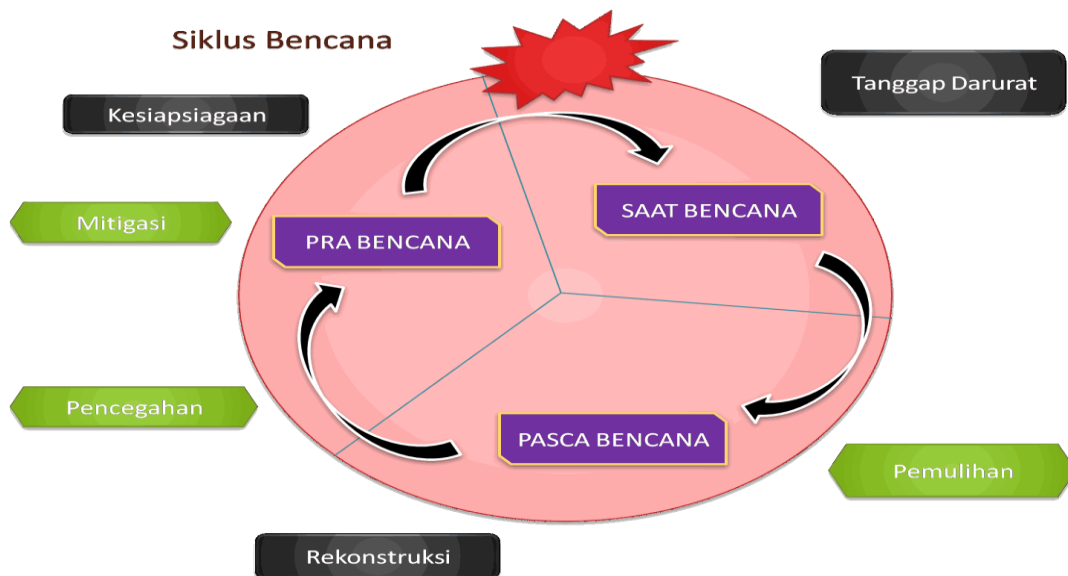 Siklus Bencana
Tanggap Darurat
Kesiapsiagaan
Mitigasi
SAAT BENCANA
PRA BENCANA
Pencegahan
PASCA BENCANA
Pemulihan
Rekonstruksi